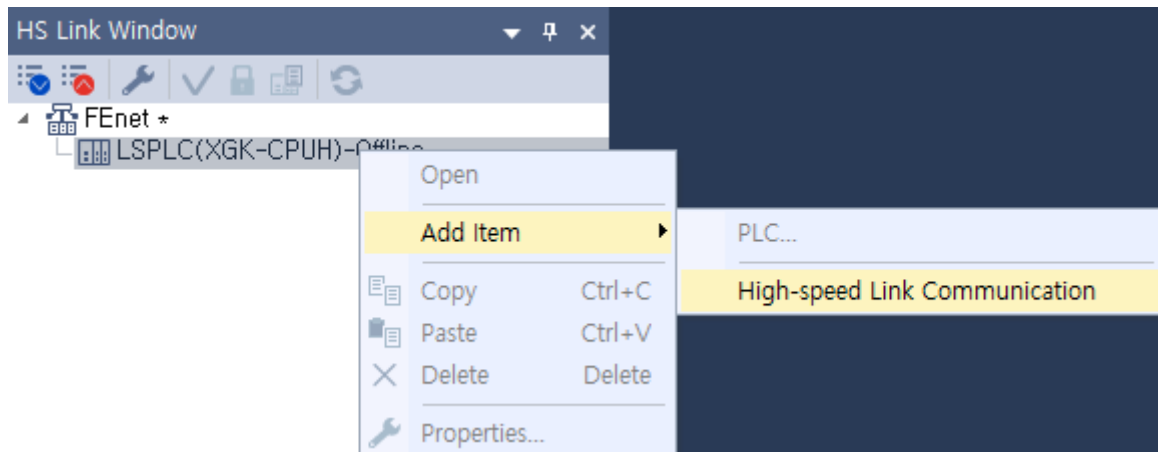 HS Link Window
FEnet *
LSPLC(XGK-CPUH)-Offline
Open
Add Item
PLC...
High-speed Link Communication
Copy Ctrl+C
Paste Ctrl+V
Delete Delete
Properties...